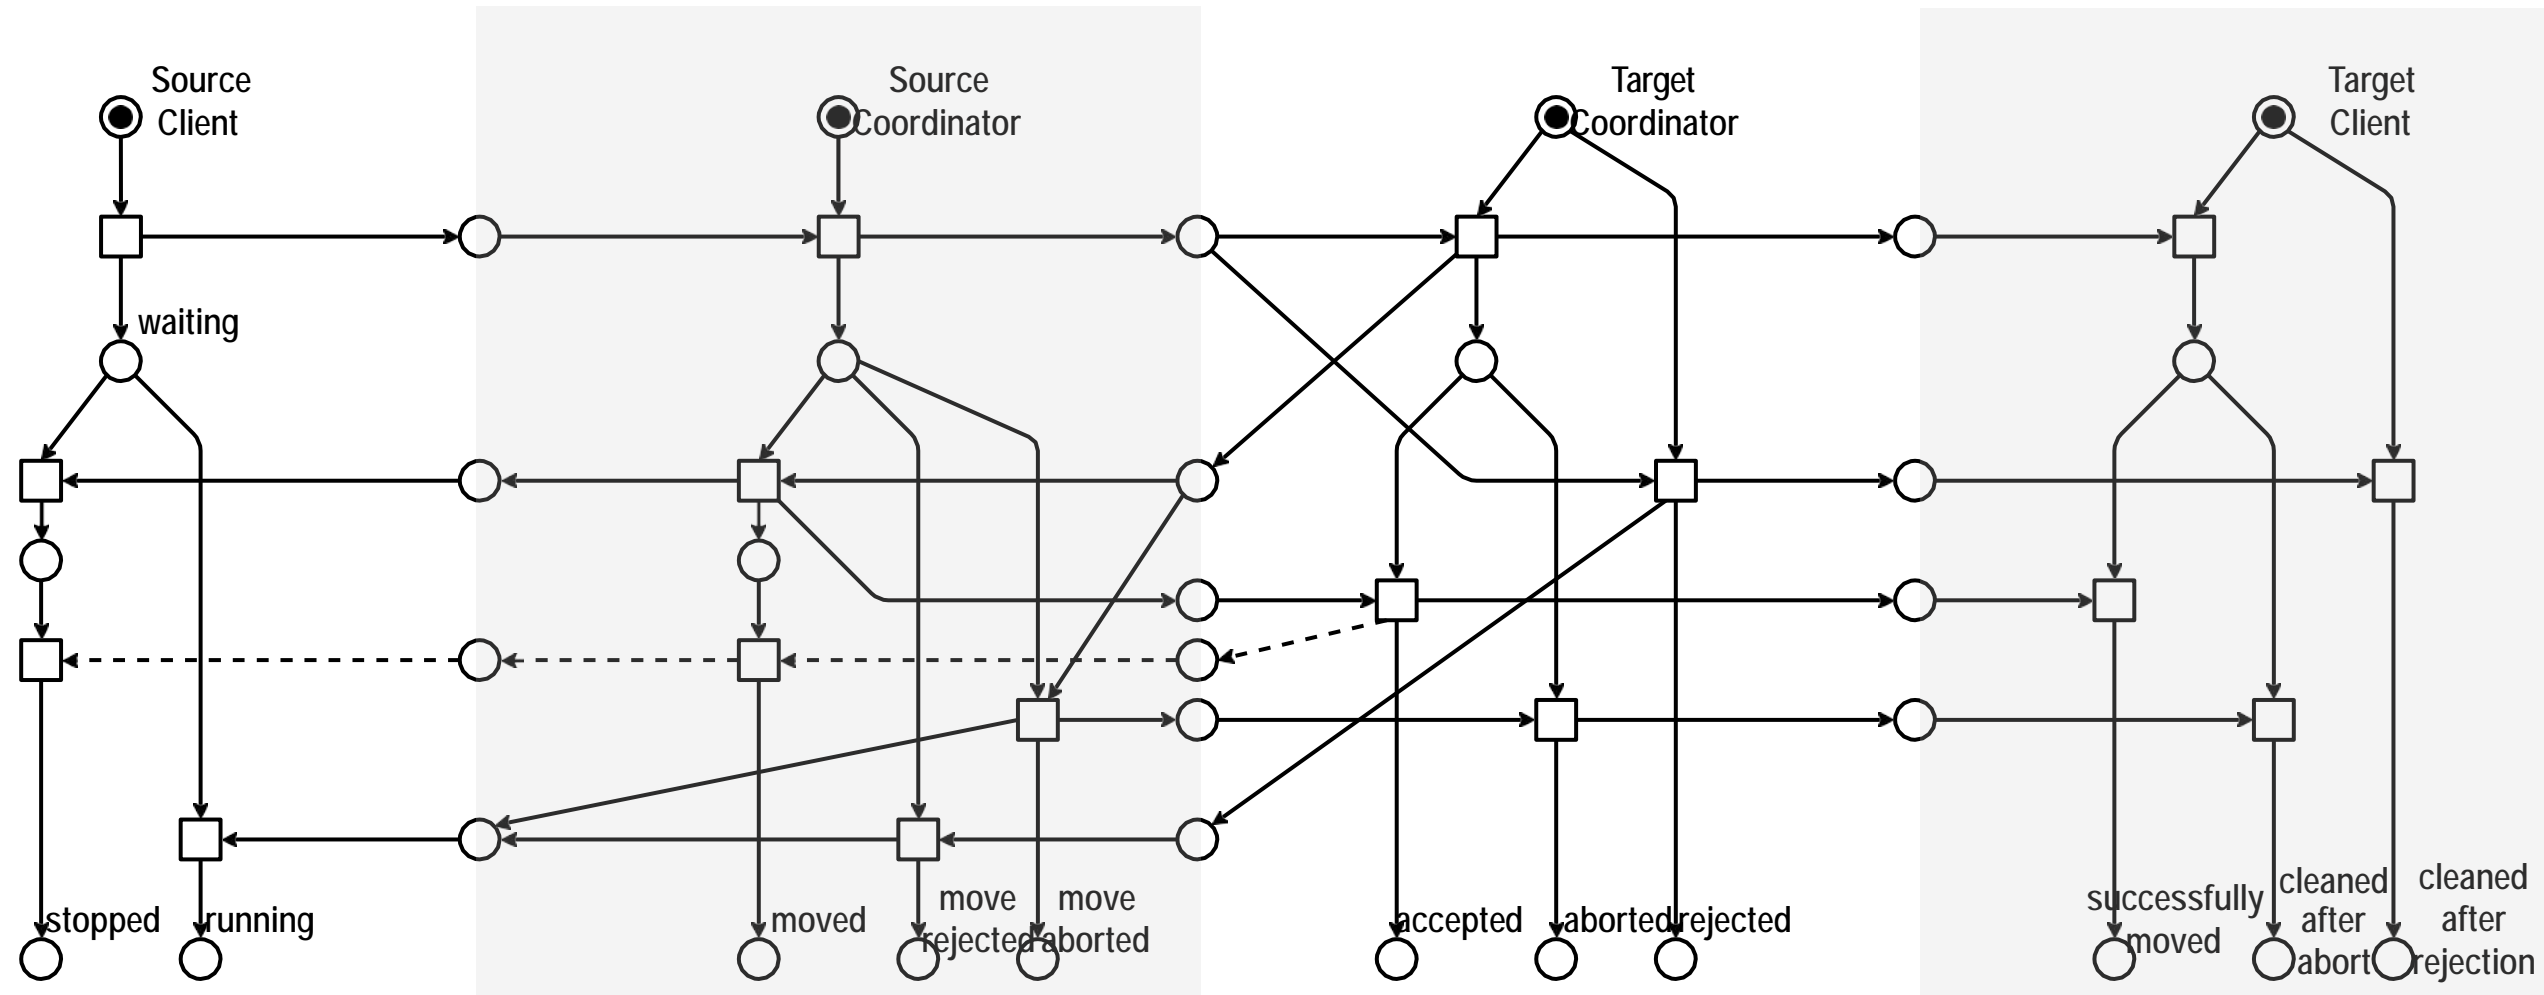 Source
Client
Source
Coordinator
Target
Coordinator
Target
Client
waiting
stopped
running
moved
move
rejected
move
aborted
accepted
aborted
rejected
successfully
moved
cleaned
after
abort
cleaned
after
rejection